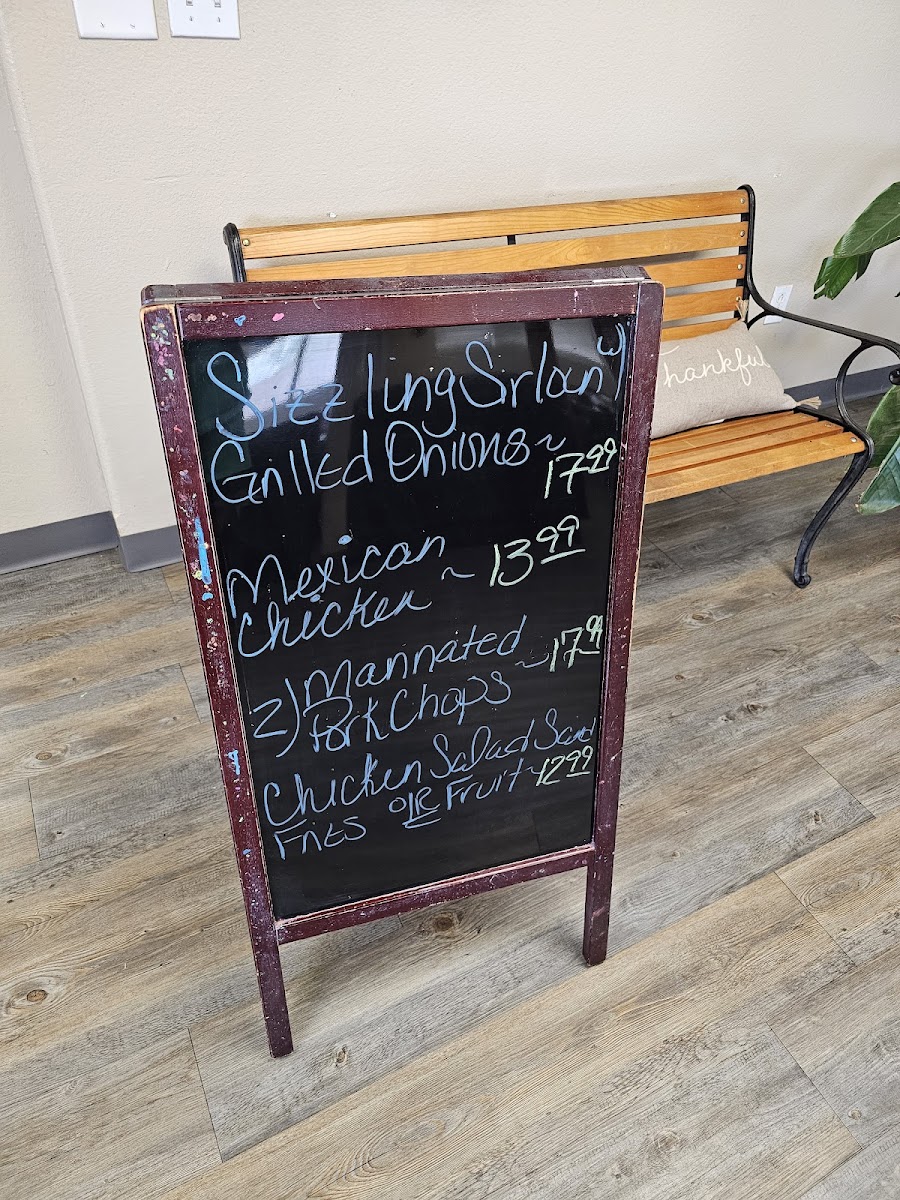 Sizzling Sirloin w/
Grilled Onions ~ 17.99
Mexican
Chicken ~ 13.99
2) Marinated
Pork Chops ~ 17.99
Chicken Salad Sand
Fries or Fruit ~ 12.99
Thankful